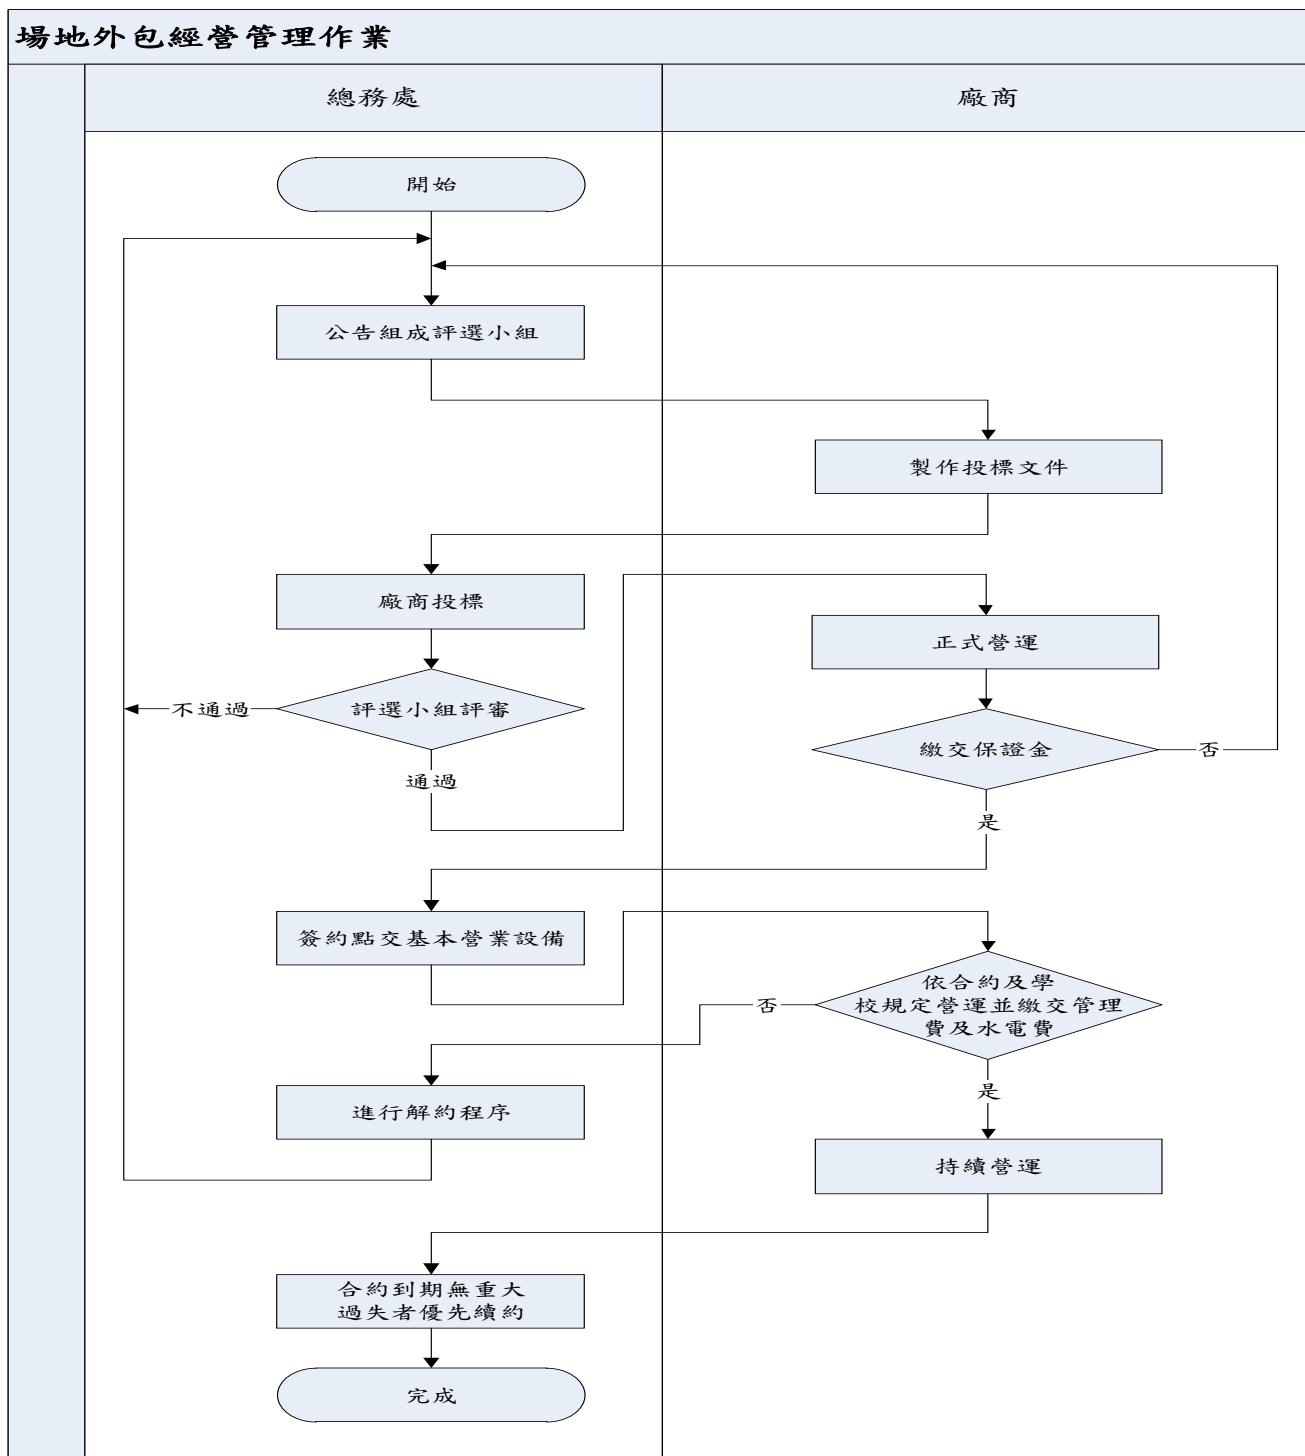 場地外包經營管理作業
總務處
廠商
開始
公告組成評選小組
製作投標文件
廠商投標
正式營運
不通過
評選小組評審
繳交保證金
否
通過
是
簽約點交基本營業設備
依合約及學
校規定營運並繳交管理
費及水電費
否
是
進行解約程序
持續營運
合約到期無重大
過失者優先續約
完成